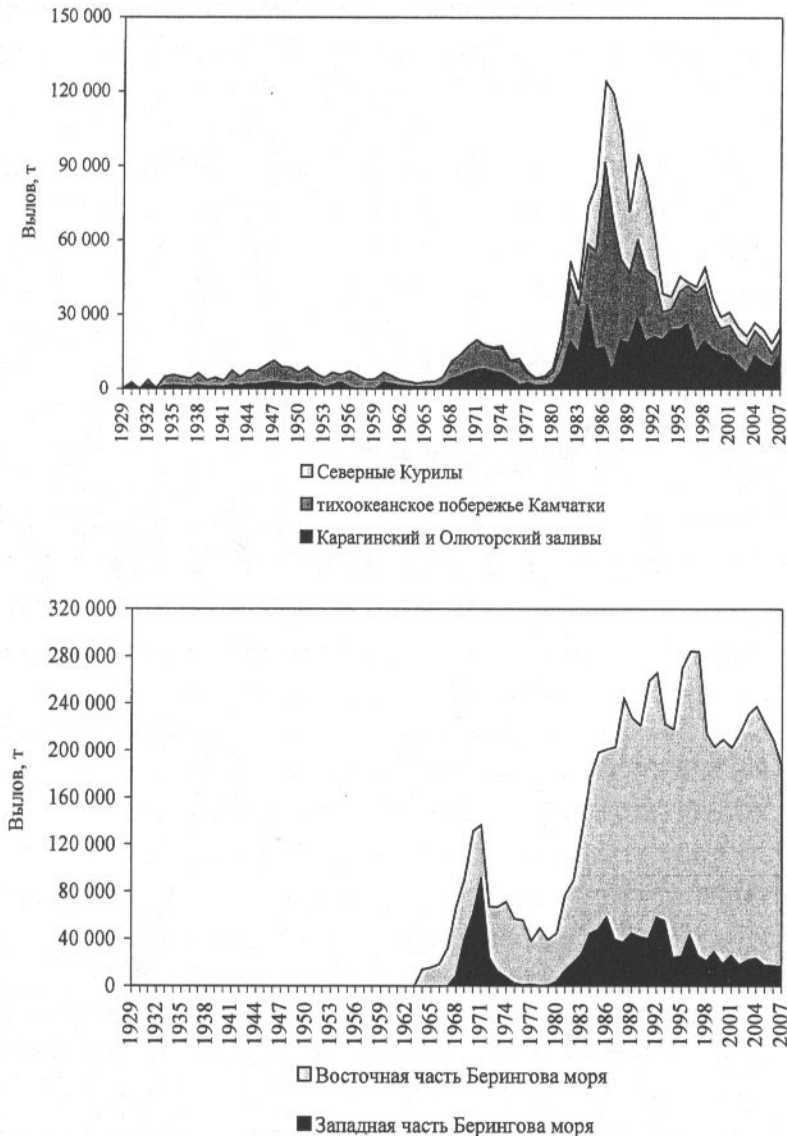 150 000
120 000
90 000
60 000
30 000
0
Вылов, т
1929 1932 1935 1938 1941 1944 1947 1950 1953 1956 1959 1962 1965 1968 1971 1974 1977 1980 1983 1986 1989 1992 1995 1998 2001 2004 2007
Северные Курилы
тихоокеанское побережье Камчатки
Карагинский и Олюторский заливы
320 000
280 000
240 000
200 000
160 000
120 000
80 000
40 000
0
Вылов, т
1929 1932 1935 1938 1941 1944 1947 1950 1953 1956 1959 1962 1965 1968 1971 1974 1977 1980 1983 1986 1989 1992 1995 1998 2001 2004 2007
Восточная часть Берингова моря
Западная часть Берингова моря